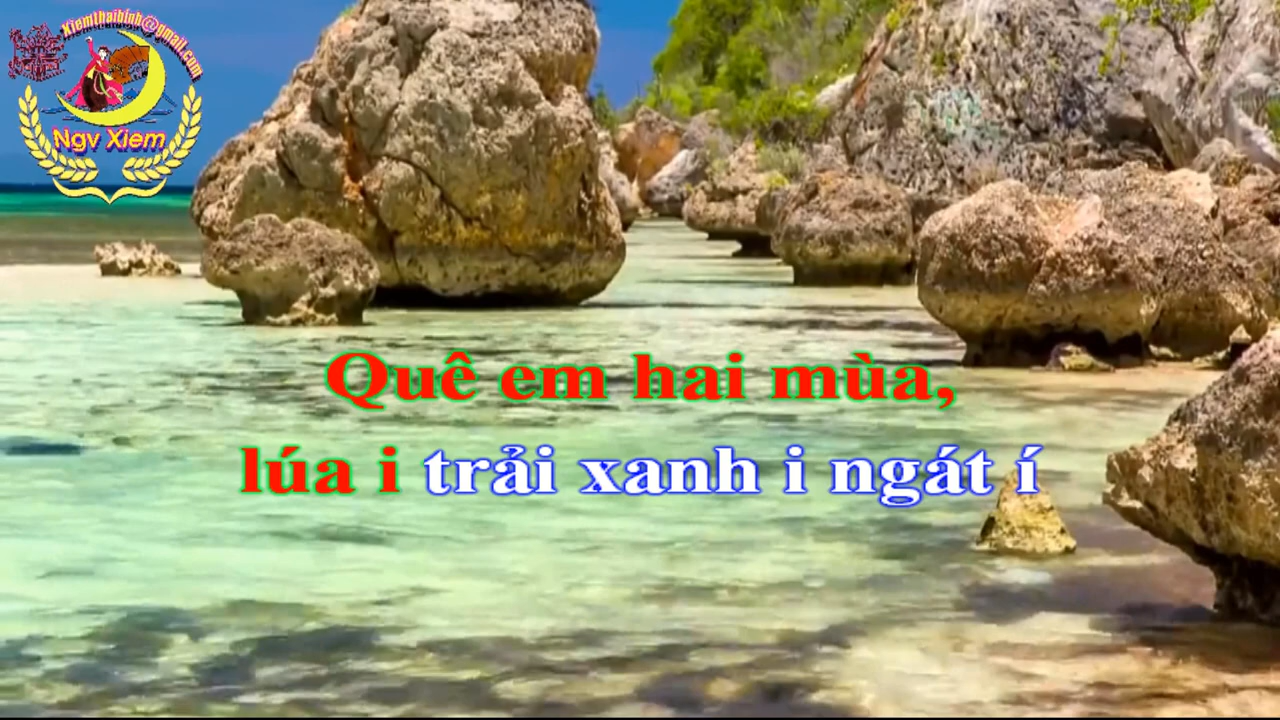 Xiemthaibinh@gmail.com
Ngv Xiem
Quê em hai mùa,
lúa i trải xanh i ngát í